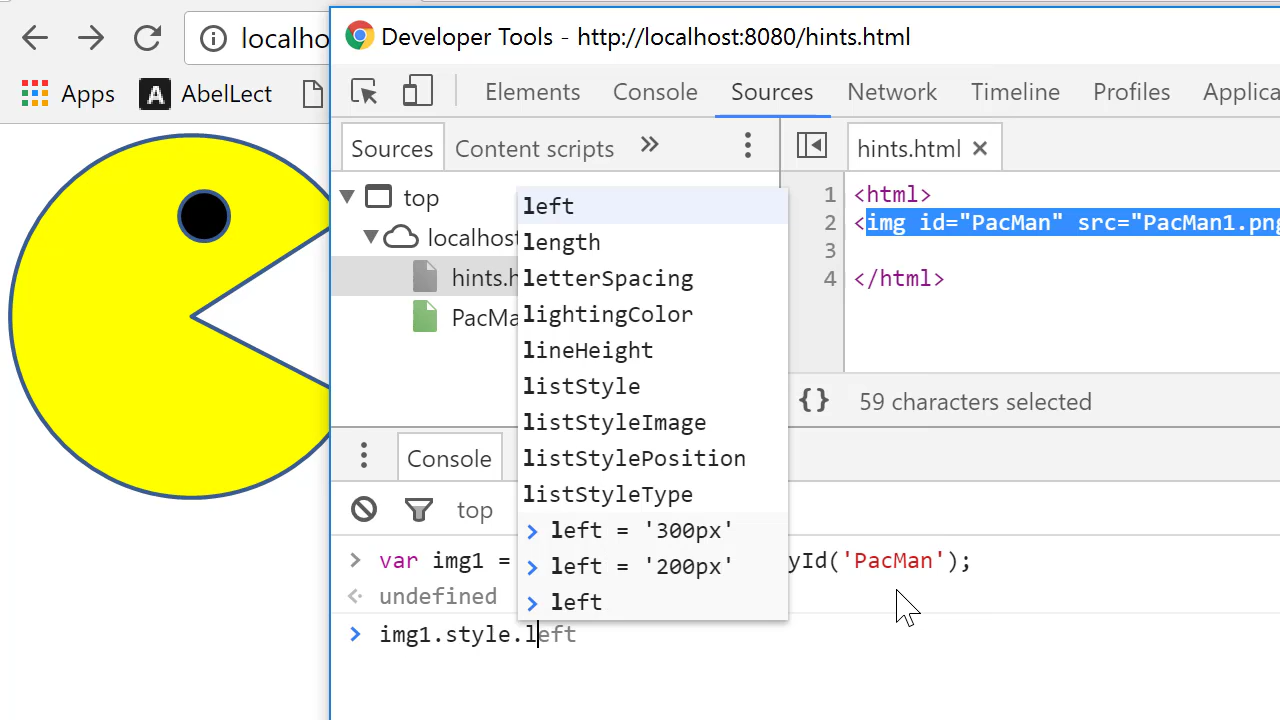 localho
Apps A AbelLect
Developer Tools - http://localhost:8080/hints.html
Elements Console Sources Network Timeline Profiles Applica
Sources Content scripts »
hints.html ×
top
localhos
hints.h
PacMa
1 <html>
2 <img id="PacMan" src="PacMan1.png
3
4 </html>
{} 59 characters selected
left
length
letterSpacing
lightingColor
lineHeight
listStyle
listStyleImage
listStylePosition
listStyleType
> left = '300px'
> left = '200px'
> left
Console
top
> var img1 = yId('PacMan');
undefined
> img1.style.left